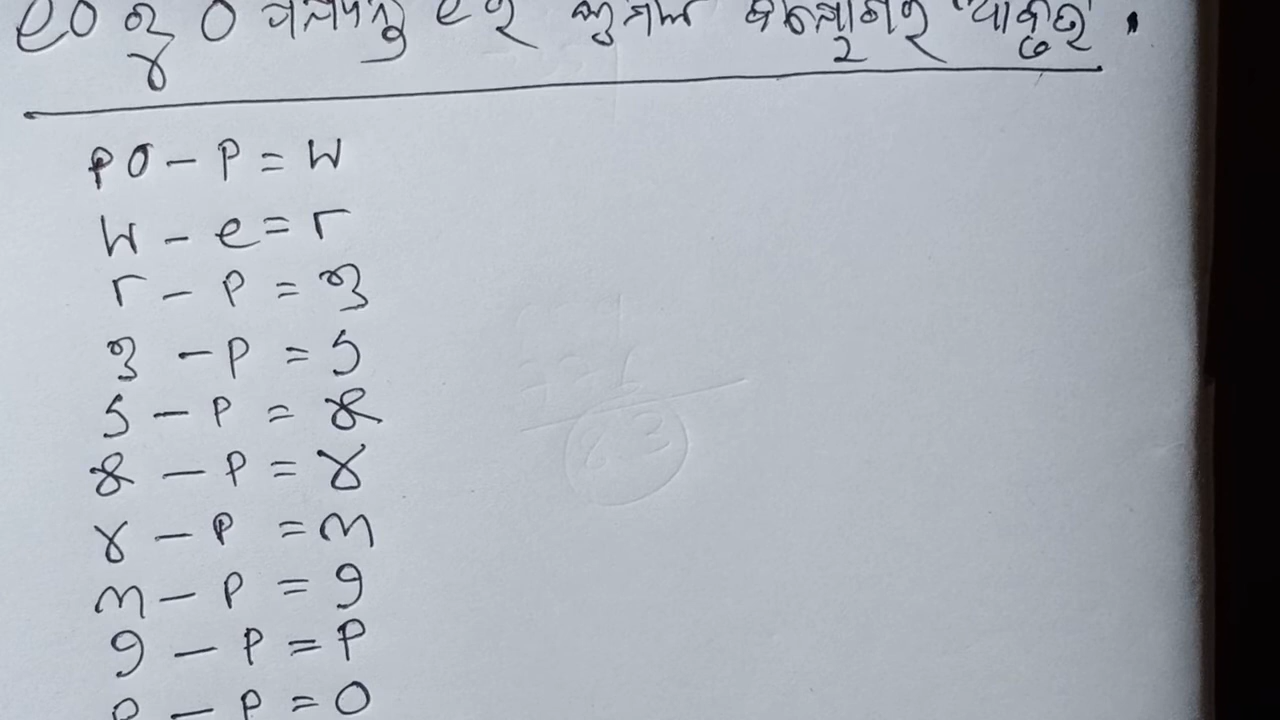 ୧୦ ରୁ ୦ ୧ର
୧୦ − ୧ = ୯
୯ − ୧ = ୮
୮ − ୧ = ୭
୭ − ୧ = ୬
୬ − ୧ = ୫
୫ − ୧ = ୪
୪ − ୧ = ୩
୩ − ୧ = ୨
୨ − ୧ = ୧
୧ − ୧ = ୦